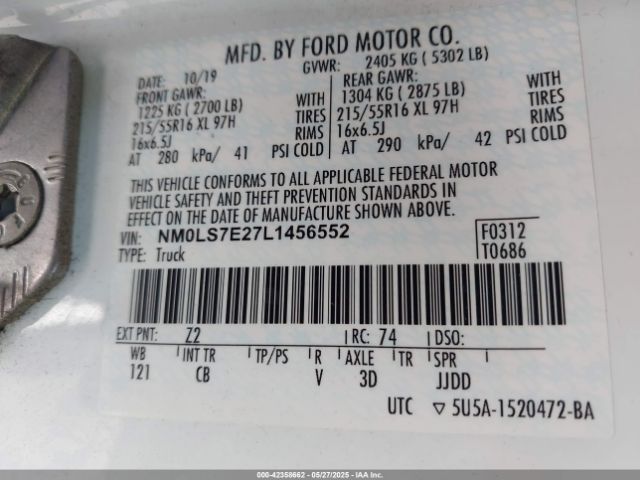 MFD. BY FORD MOTOR CO.
DATE: 10/19 GVWR: 2405 KG ( 5302 LB)
FRONT GAWR: REAR GAWR:
1225 KG ( 2700 LB) WITH 1304 KG ( 2875 LB) WITH
215/55R16 XL 97H TIRES 215/55R16 XL 97H TIRES
16x6.5J RIMS 16x6.5J RIMS
AT 280 kPa/ 41 PSI COLD AT 290 kPa/ 42 PSI COLD
THIS VEHICLE CONFORMS TO ALL APPLICABLE FEDERAL MOTOR
VEHICLE SAFETY AND THEFT PREVENTION STANDARDS IN
EFFECT ON THE DATE OF MANUFACTURE SHOWN ABOVE.
VIN: NM0LS7E27L1456552 F0312
TYPE: Truck T0686
EXT PNT: Z2 RC: 74 DSO:
WB INT TR TP/PS R AXLE TR SPR
121 CB V 3D JJDD
UTC ▽ 5U5A-1520472-BA
000-42358662 - 05/27/2025 - IAAI.COM